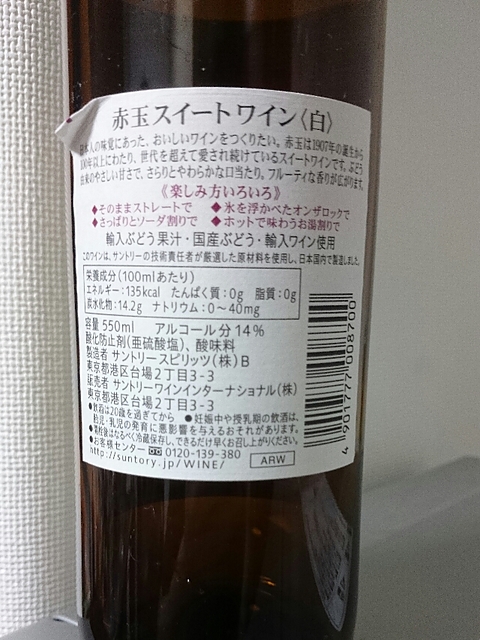 赤玉スイートワイン〈白〉
日本人の味覚にあった、おいしいワインをつくりたい。赤玉は1907年の誕生から
100年以上にわたり、世代を超えて愛され続けているスイートワインです。ぶどう
由来のやさしい甘さで、さらりとやわらかな口当たり。フルーティな香りが広がります。
《楽しみ方いろいろ》
◆そのままストレートで ◆氷を浮かべたオンザロックで
◆さっぱりとソーダ割りで ◆ホットで味わうお湯割りで
輸入ぶどう果汁・国産ぶどう・輸入ワイン使用
このワインは、サントリーの技術責任者が厳選した原材料を使用し、日本国内で製造しました。
栄養成分(100mlあたり)
エネルギー:135kcal たんぱく質:0g 脂質:0g
炭水化物:14.2g ナトリウム:0~40mg
容量 550ml アルコール分 14%
酸化防止剤(亜硫酸塩)、酸味料
製造者 サントリースピリッツ(株)B
東京都港区台場2丁目3-3
販売者 サントリーワインインターナショナル(株)
東京都港区台場2丁目3-3
●飲酒は20歳を過ぎてから ●妊娠中や授乳期の飲酒は、
胎児・乳児の発育に悪影響を与えるおそれがあります。
●開栓後はなるべく冷蔵保存し、できるだけ早くお召し上がりください。
●お客様センター 0120-139-380
http://suntory.jp/WINE/ ARW
4 901777 008700